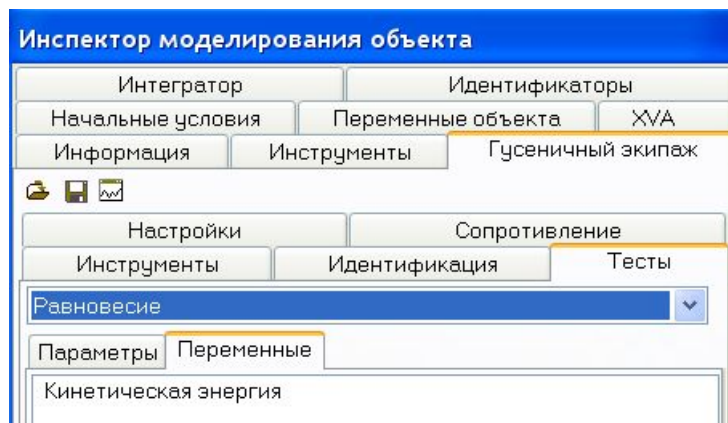 Инспектор моделирования объекта
Интегратор Идентификаторы
Начальные условия Переменные объекта XVA
Информация Инструменты Гусеничный экипаж
Настройки Сопротивление
Инструменты Идентификация Тесты
Равновесие
Параметры Переменные
Кинетическая энергия